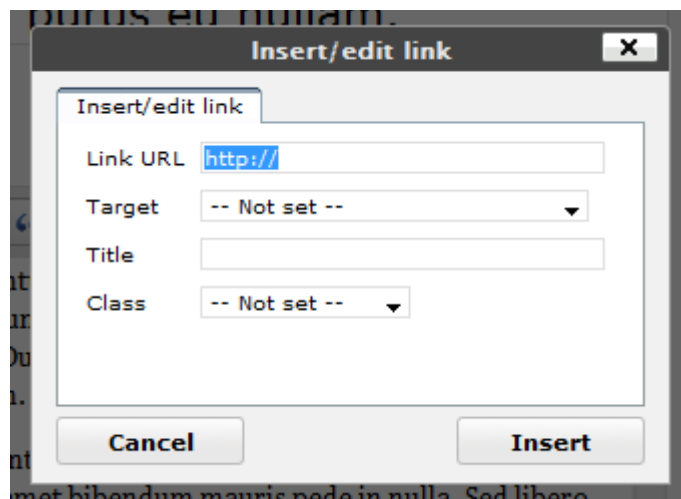 purus eu nullam.
Insert/edit link
X
Insert/edit link
Link URL http://
Target -- Not set --
Title
Class -- Not set --
Cancel Insert
met bibendum mauris pede in nulla. Sed libero